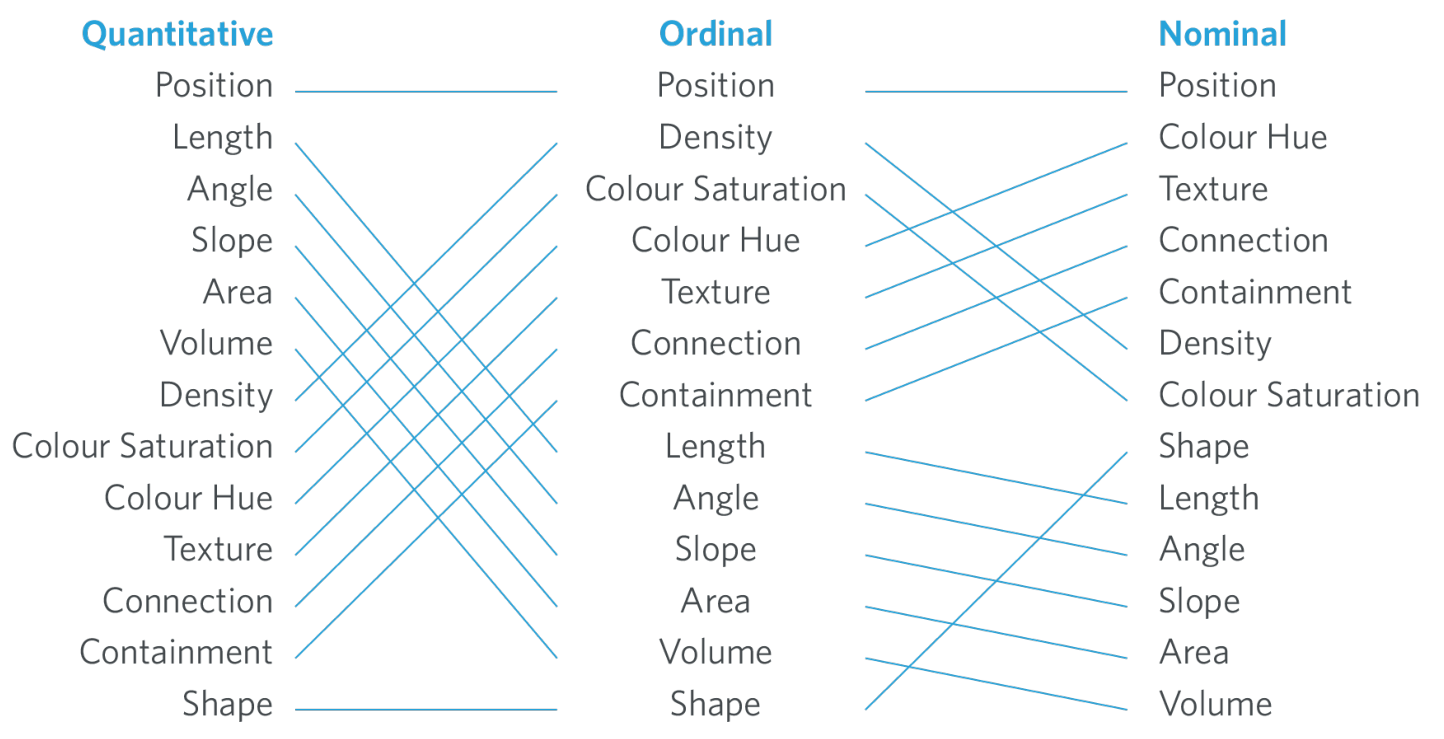 Quantitative Ordinal Nominal
Position Position Position
Length Density Colour Hue
Angle Colour Saturation Texture
Slope Colour Hue Connection
Area Texture Containment
Volume Connection Density
Density Containment Colour Saturation
Colour Saturation Length Shape
Colour Hue Angle Length
Texture Slope Angle
Connection Area Slope
Containment Volume Area
Shape Shape Volume